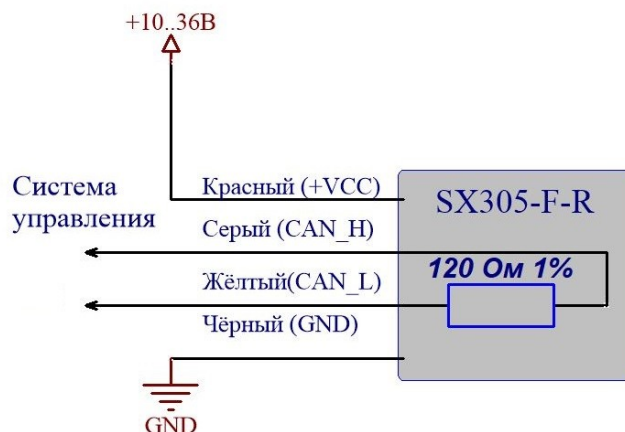 +10..36В
Система
управления
Красный (+VCC)
SX305-F-R
Серый (CAN_H)
120 Ом 1%
Жёлтый(CAN_L)
Чёрный (GND)
GND